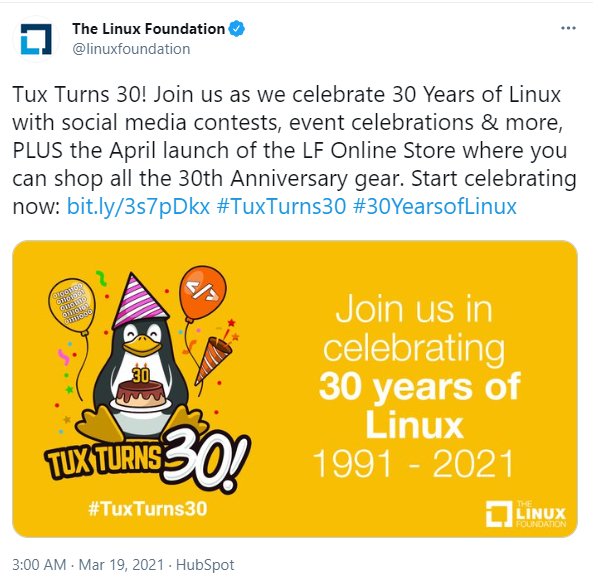 The Linux Foundation
@linuxfoundation
Tux Turns 30! Join us as we celebrate 30 Years of Linux
with social media contests, event celebrations & more,
PLUS the April launch of the LF Online Store where you
can shop all the 30th Anniversary gear. Start celebrating
now: bit.ly/3s7pDkx #TuxTurns30 #30YearsofLinux
</>
30
TUX TURNS 30!
#TuxTurns30
Join us in
celebrating
30 years of
Linux
1991 - 2021
THE
LINUX
FOUNDATION
3:00 AM · Mar 19, 2021 · HubSpot